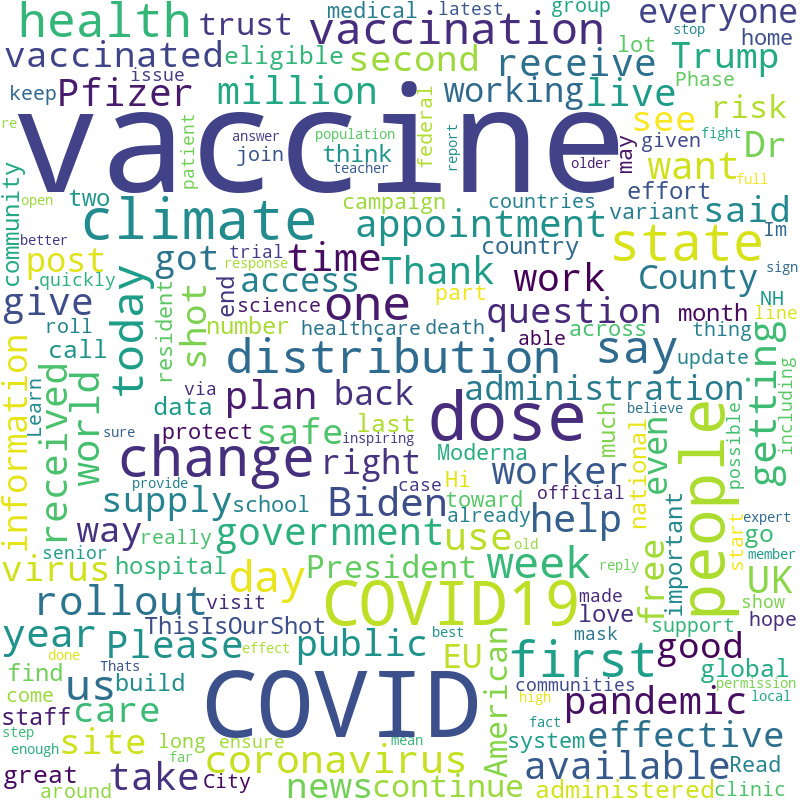 health
trust
medical
latest
group
everyone
stop
home
vaccinated
eligible
second
vaccination
receive
Trump
issue
keep
Pfizer
million
working
live
see
Phase
risk
re
patient
answer
population
federal
report
older
may
fight
given
Dr
vaccine
join
think
teacher
want
full
community
open
two
campaign
countries
effort
variant
said
climate
appointment
better
post
got
trial
time
Thank
country
state
Im
quickly
response
access
sign
give
roll
today
resident
shot
end
science
one
part
work
County
NH
number
question
month
line
call
healthcare
death
able
across
thing
information
Learn
received
world
via
distribution
say
update
getting
including
data
plan
back
administration
believe
dose
people
possible
sure
protect
safe
last
inspiring
much
even
national
change
right
Moderna
toward
case
Hi
worker
official
provide
supply
school
Biden
already
help
important
start
expert
way
really
government
use
old
free
go
member
senior
virus
hospital
day
President
week
reply
UK
show
rollout
visit
COVID19
made
love
support
hope
year
Please
ThisIsOurShot
public
best
mask
first
good
done
Thats
effect
EU
American
find
us
build
COVID
communities
pandemic
global
come
permission
staff
care
high
local
step
site
long
ensure
fact
system
effective
enough
far
coronavirus
mean
available
Read
great
around
take
City
news
continue
administered
clinic